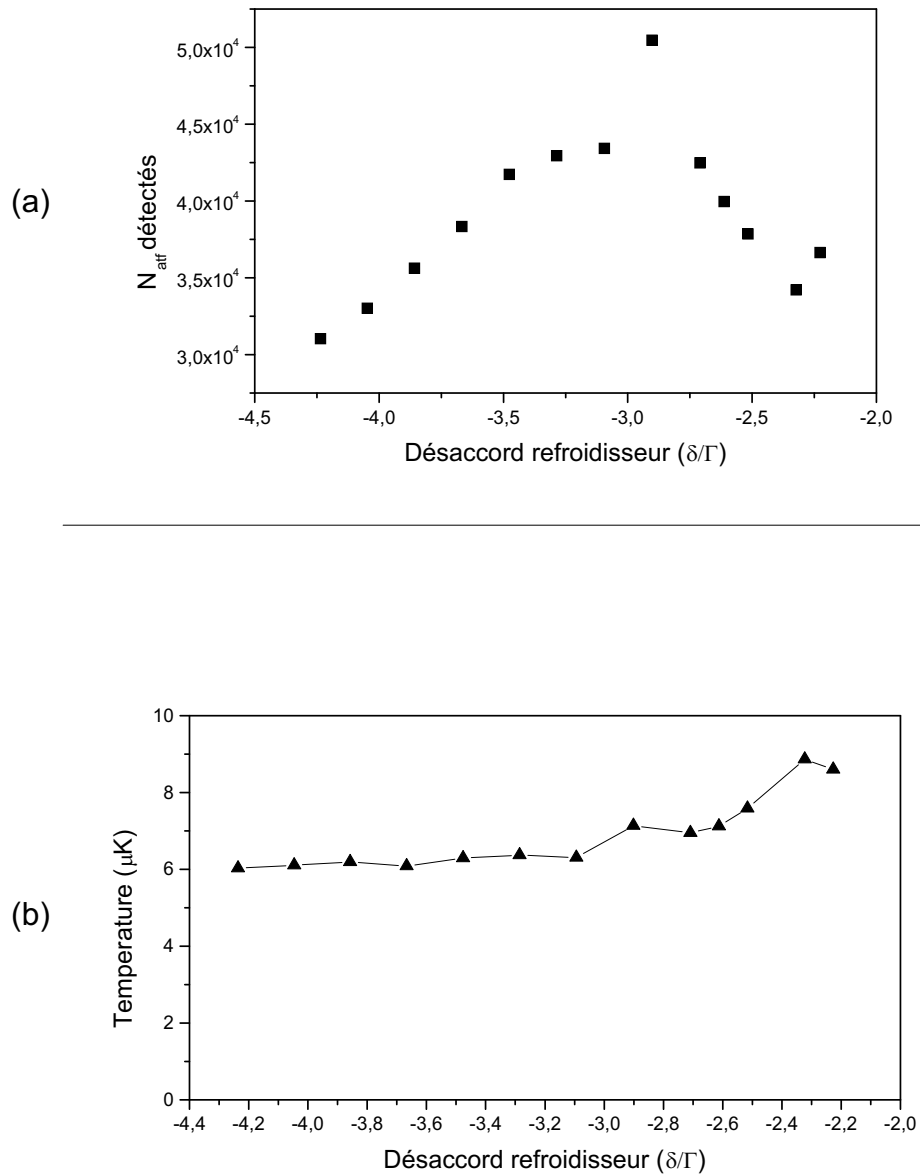 (a)
N_atf détectés
5,0x10⁴
4,5x10⁴
4,0x10⁴
3,5x10⁴
3,0x10⁴
-4,5 -4,0 -3,5 -3,0 -2,5 -2,0
Désaccord refroidisseur (δ/Γ)
(b)
Temperature (μK)
10
8
6
4
2
0
-4,4 -4,2 -4,0 -3,8 -3,6 -3,4 -3,2 -3,0 -2,8 -2,6 -2,4 -2,2 -2,0
Désaccord refroidisseur (δ/Γ)